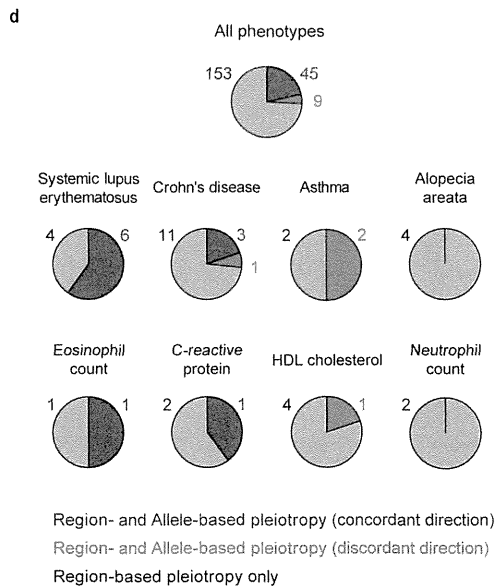 d
All phenotypes
153 45
9
Systemic lupus Crohn's disease Asthma Alopecia
erythematosus areata
4 6 11 3 2 2 4
1
Eosinophil C-reactive HDL cholesterol Neutrophil
count protein count
1 1 2 1 4 1 2
Region- and Allele-based pleiotropy (concordant direction)
Region- and Allele-based pleiotropy (discordant direction)
Region-based pleiotropy only